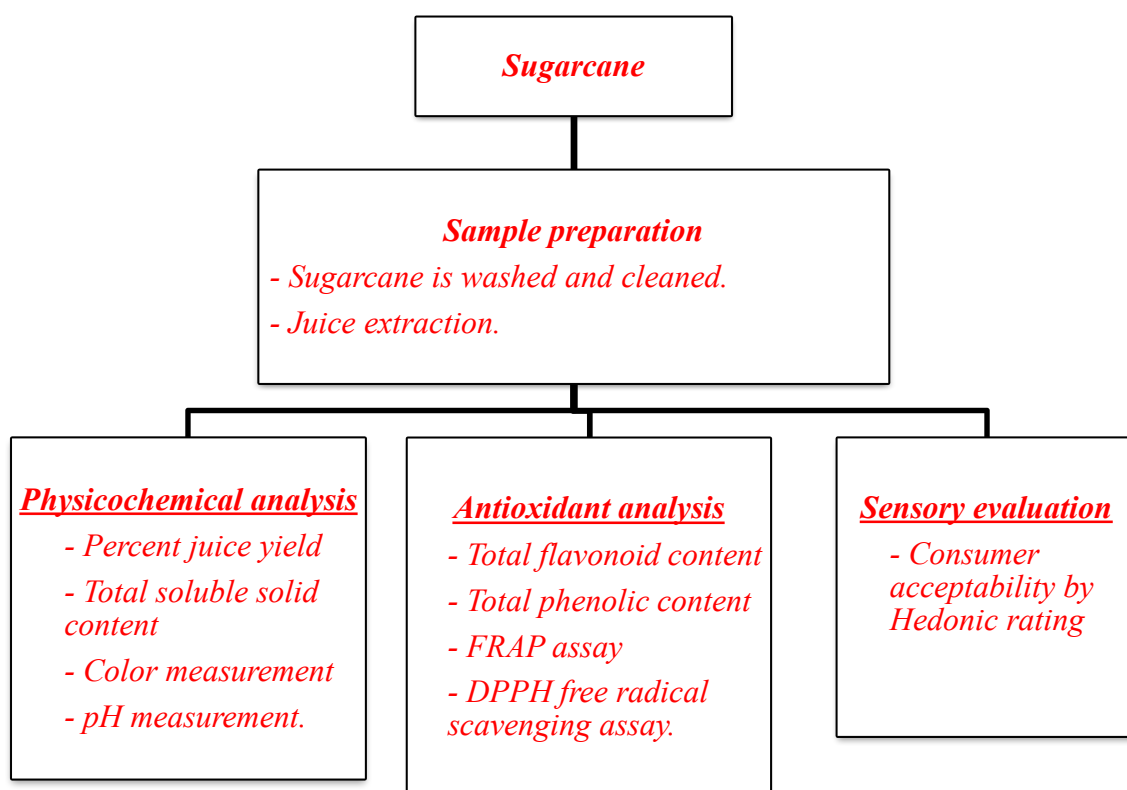 Sugarcane
Sample preparation
- Sugarcane is washed and cleaned.
- Juice extraction.
Physicochemical analysis
- Percent juice yield
- Total soluble solid
content
- Color measurement
- pH measurement.
Antioxidant analysis
- Total flavonoid content
- Total phenolic content
- FRAP assay
- DPPH free radical
scavenging assay.
Sensory evaluation
- Consumer
acceptability by
Hedonic rating